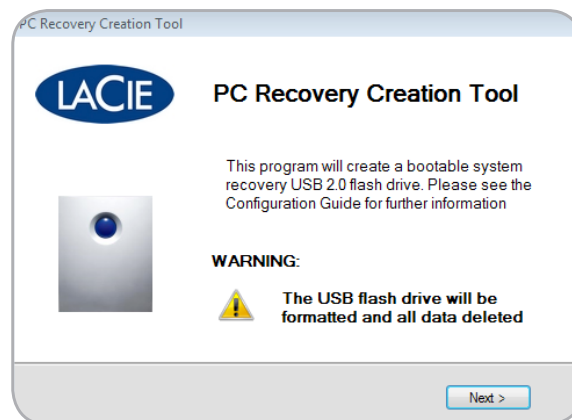 PC Recovery Creation Tool
LACIE
PC Recovery Creation Tool
This program will create a bootable system
recovery USB 2.0 flash drive. Please see the
Configuration Guide for further information
WARNING:
The USB flash drive will be
formatted and all data deleted
Next >